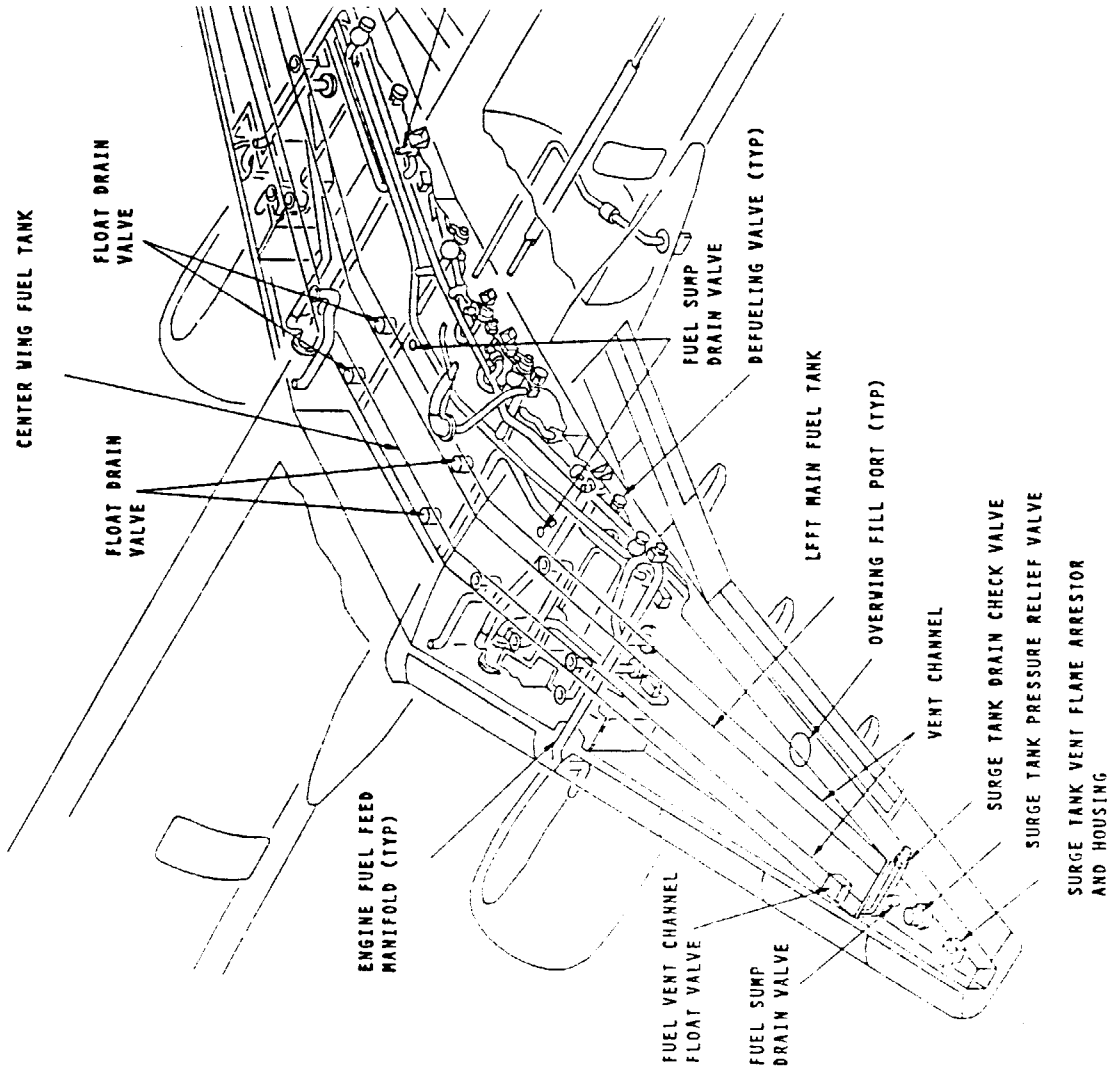 CENTER WING FUEL TANK
FLOAT DRAIN
VALVE
FLOAT DRAIN
VALVE
ENGINE FUEL FEED
MANIFOLD (TYP)
FUEL VENT CHANNEL
FLOAT VALVE
FUEL SUMP
DRAIN VALVE
FUEL SUMP
DRAIN VALVE
DEFUELING VALVE (TYP)
LEFT MAIN FUEL TANK
OVERWING FILL PORT (TYP)
VENT CHANNEL
SURGE TANK DRAIN CHECK VALVE
SURGE TANK PRESSURE RELIEF VALVE
SURGE TANK VENT FLAME ARRESTOR
AND HOUSING